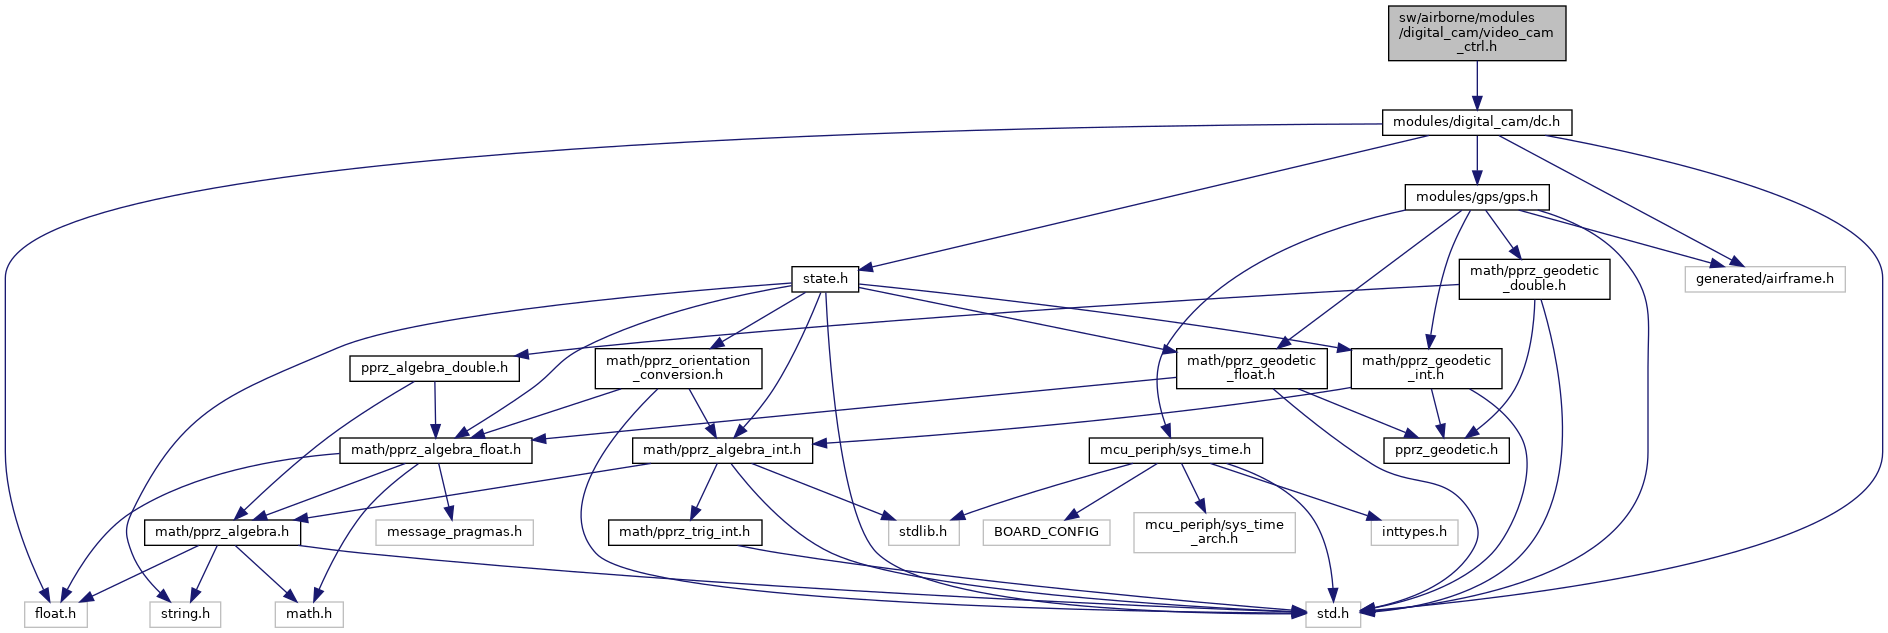 sw/airborne/modules
/digital_cam/video_cam
_ctrl.h
modules/digital_cam/dc.h
modules/gps/gps.h
state.h
math/pprz_geodetic
_double.h
generated/airframe.h
pprz_algebra_double.h
math/pprz_orientation
_conversion.h
math/pprz_geodetic
_float.h
math/pprz_geodetic
_int.h
math/pprz_algebra_float.h
math/pprz_algebra_int.h
mcu_periph/sys_time.h
pprz_geodetic.h
math/pprz_algebra.h
message_pragmas.h
math/pprz_trig_int.h
stdlib.h
BOARD_CONFIG
mcu_periph/sys_time
_arch.h
inttypes.h
float.h
string.h
math.h
std.h